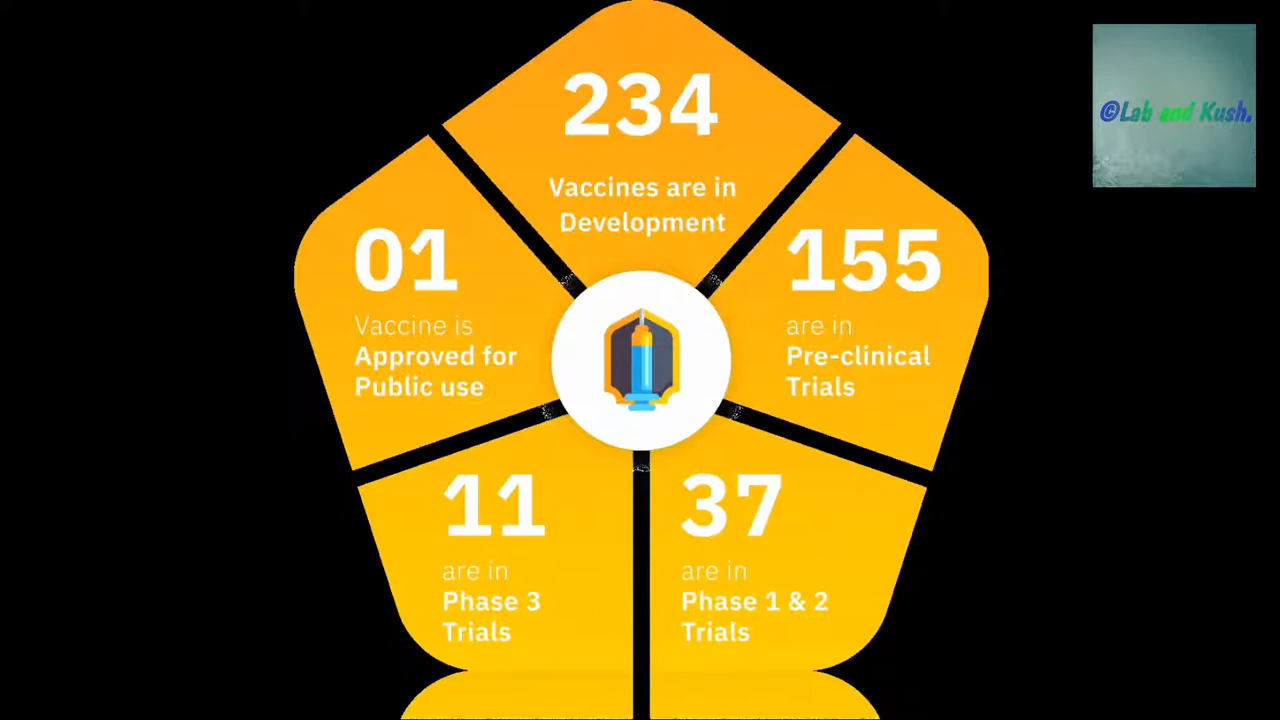 234
Vaccines are in
Development
01
Vaccine is
Approved for
Public use
155
are in
Pre-clinical
Trials
11
are in
Phase 3
Trials
37
are in
Phase 1 & 2
Trials
©Lab and Kush.